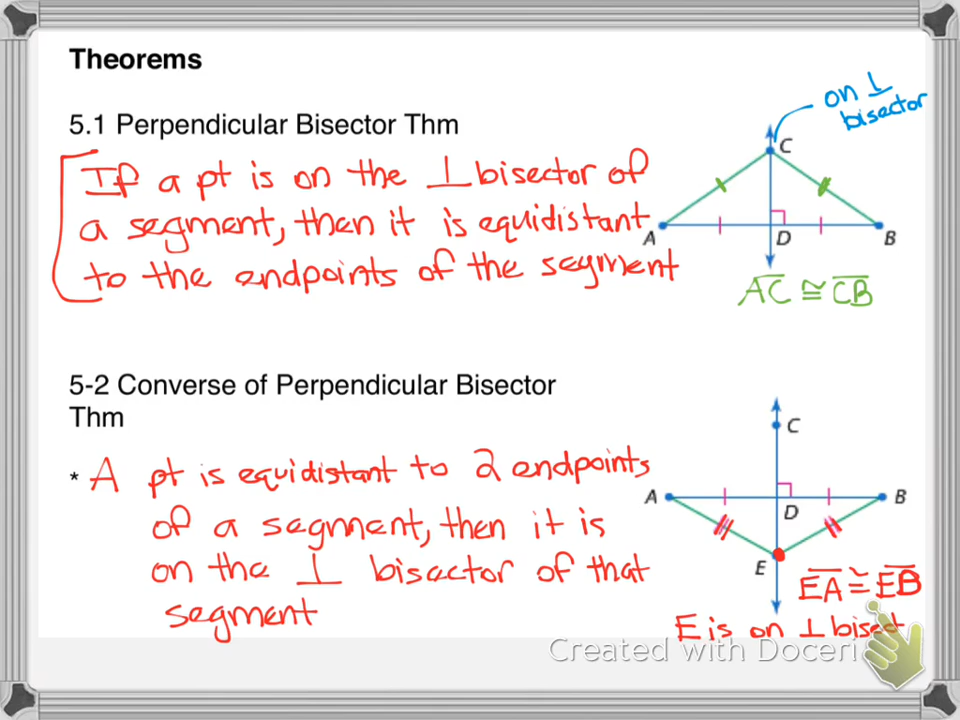 Theorems
5.1 Perpendicular Bisector Thm
If a pt is on the ⊥ bisector of
a segment, then it is equidistant
to the endpoints of the segment
on ⊥
bisector
C
A
D
B
AC ≅ CB
5-2 Converse of Perpendicular Bisector
Thm
* A pt is equidistant to 2 endpoints
of a segment, then it is
on the ⊥ bisector of that
segment
C
A
D
B
E
EA ≅ EB
E is on ⊥ bisect
Created with Doceri